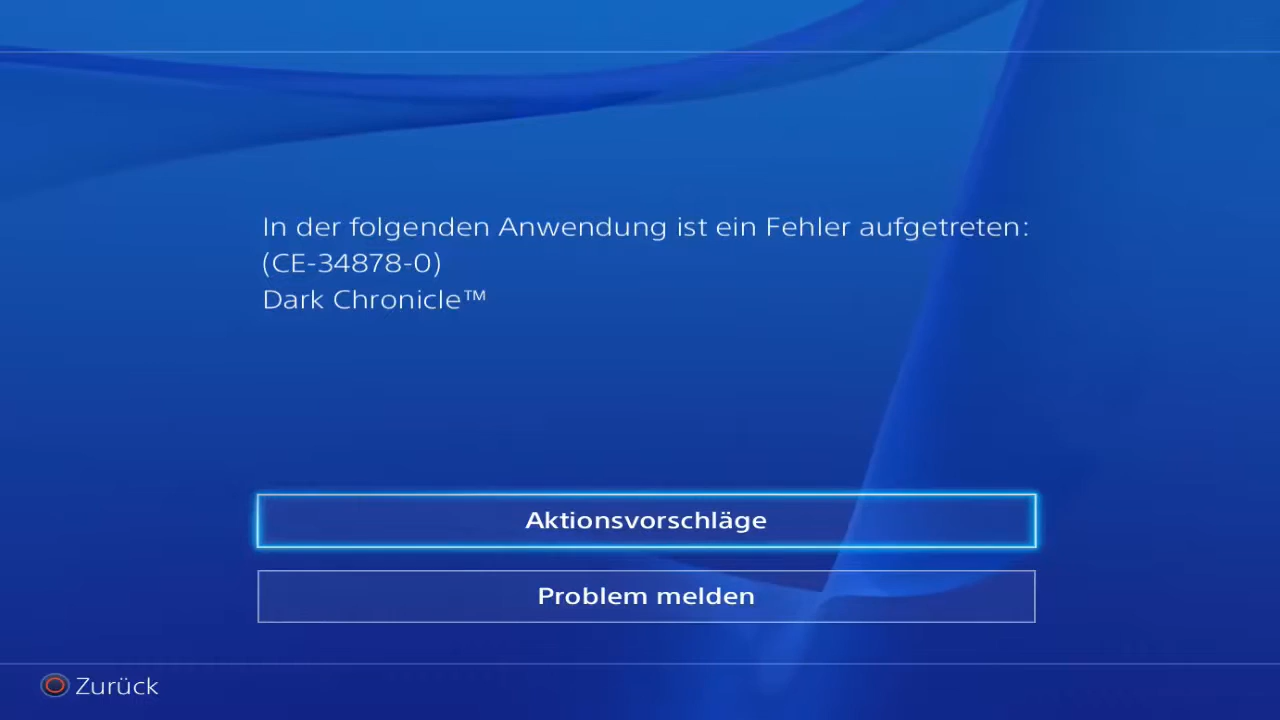 In der folgenden Anwendung ist ein Fehler aufgetreten:
(CE-34878-0)
Dark Chronicle™
Aktionsvorschläge
Problem melden
Zurück